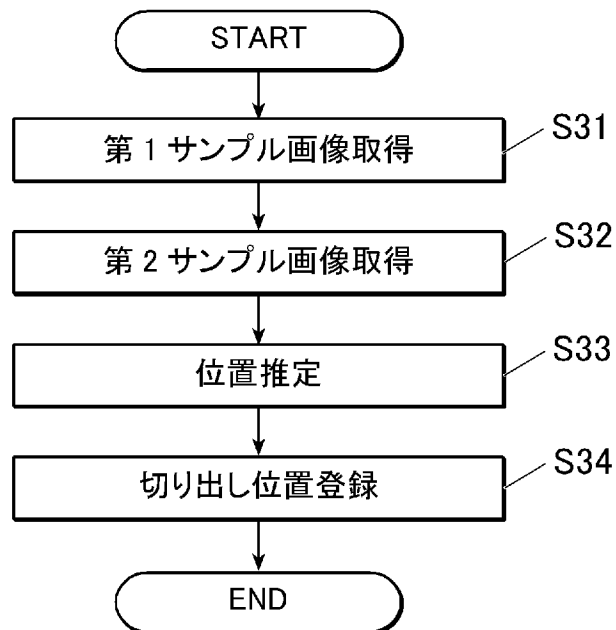 START
第1サンプル画像取得
S31
第2サンプル画像取得
S32
位置推定
S33
切り出し位置登録
S34
END